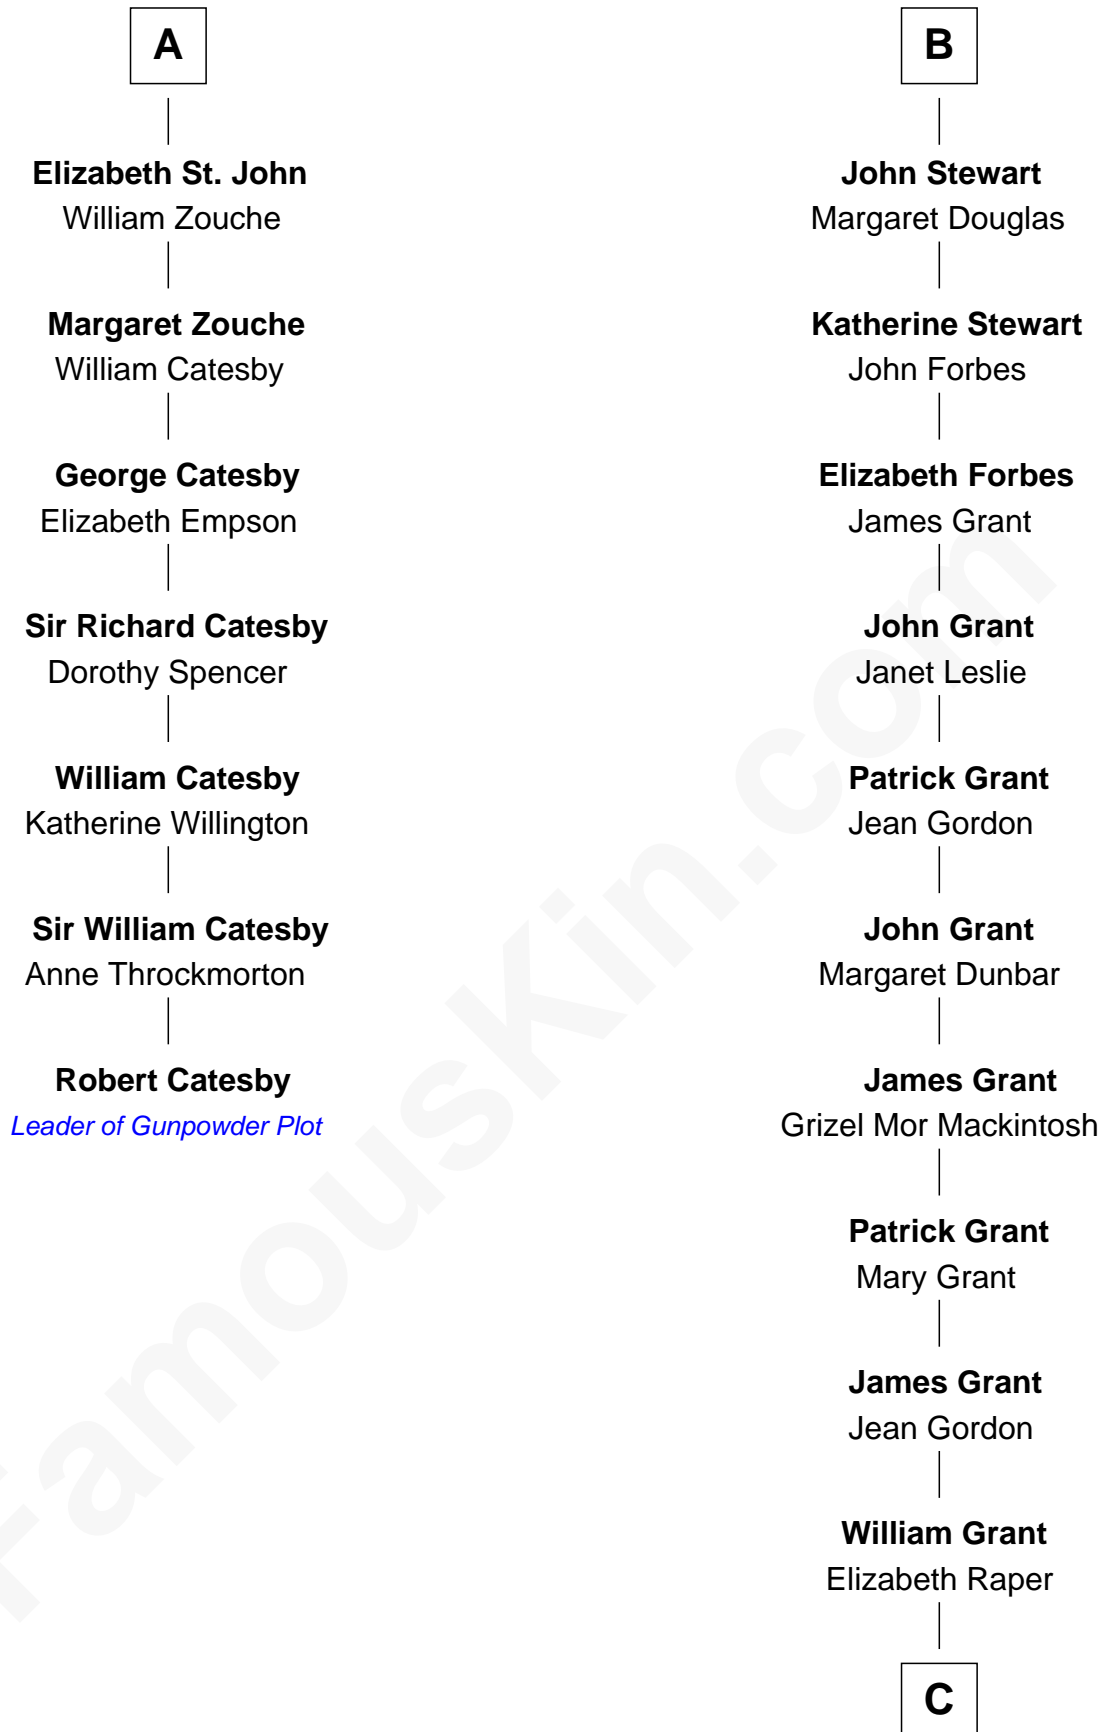 A
Elizabeth St. John
William Zouche
Margaret Zouche
William Catesby
George Catesby
Elizabeth Empson
Sir Richard Catesby
Dorothy Spencer
William Catesby
Katherine Willington
Sir William Catesby
Anne Throckmorton
Robert Catesby
Leader of Gunpowder Plot
B
John Stewart
Margaret Douglas
Katherine Stewart
John Forbes
Elizabeth Forbes
James Grant
John Grant
Janet Leslie
Patrick Grant
Jean Gordon
John Grant
Margaret Dunbar
James Grant
Grizel Mor Mackintosh
Patrick Grant
Mary Grant
James Grant
Jean Gordon
William Grant
Elizabeth Raper
C
FamousKin.com